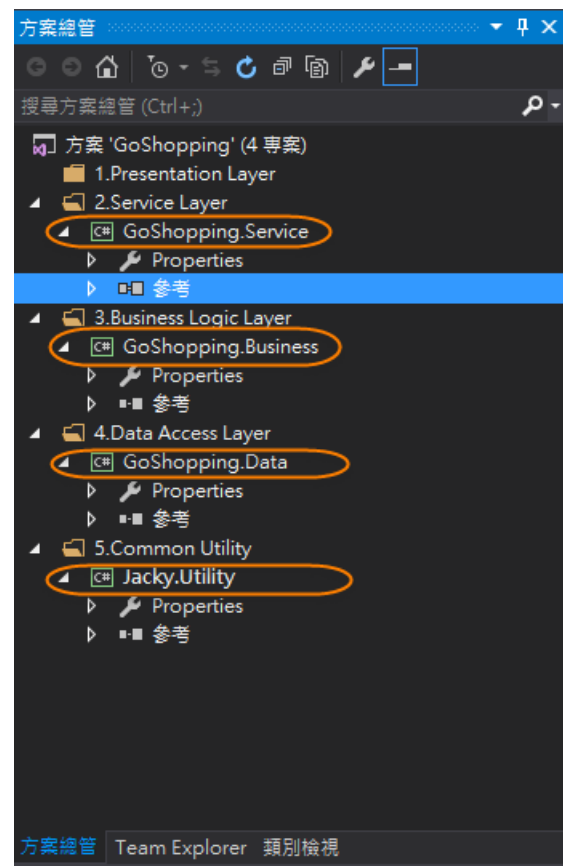 方案總管
搜尋方案總管 (Ctrl+;)
方案 'GoShopping' (4 專案)
1.Presentation Layer
2.Service Layer
C# GoShopping.Service
Properties
參考
3.Business Logic Layer
C# GoShopping.Business
Properties
參考
4.Data Access Layer
C# GoShopping.Data
Properties
參考
5.Common Utility
C# Jacky.Utility
Properties
參考
方案總管 Team Explorer 類別檢視